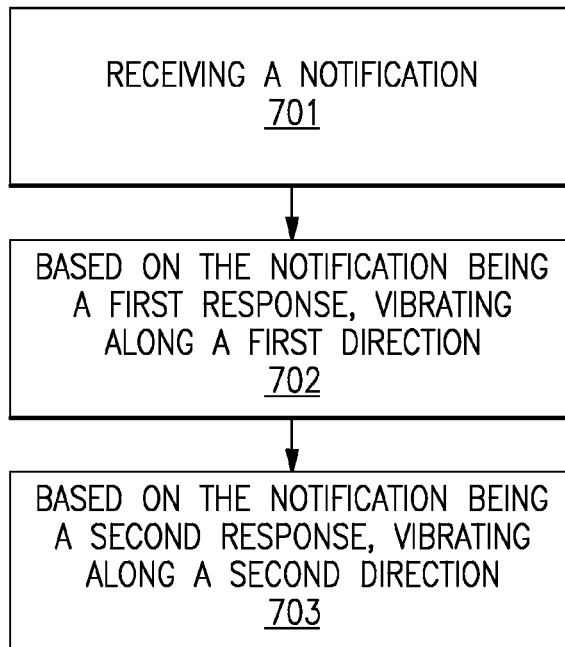 RECEIVING A NOTIFICATION
701
BASED ON THE NOTIFICATION BEING
A FIRST RESPONSE, VIBRATING
ALONG A FIRST DIRECTION
702
BASED ON THE NOTIFICATION BEING
A SECOND RESPONSE, VIBRATING
ALONG A SECOND DIRECTION
703